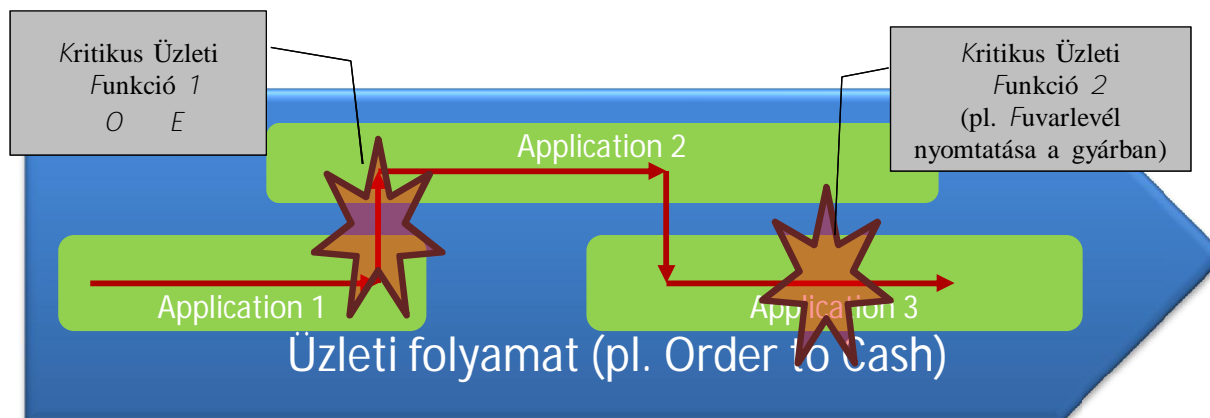 Kritikus Üzleti
Funkció 1
O E
Kritikus Üzleti
Funkció 2
(pl. Fuvarlevél
nyomtatása a gyárban)
Application 2
Application 1
Application 3
Üzleti folyamat (pl. Order to Cash)